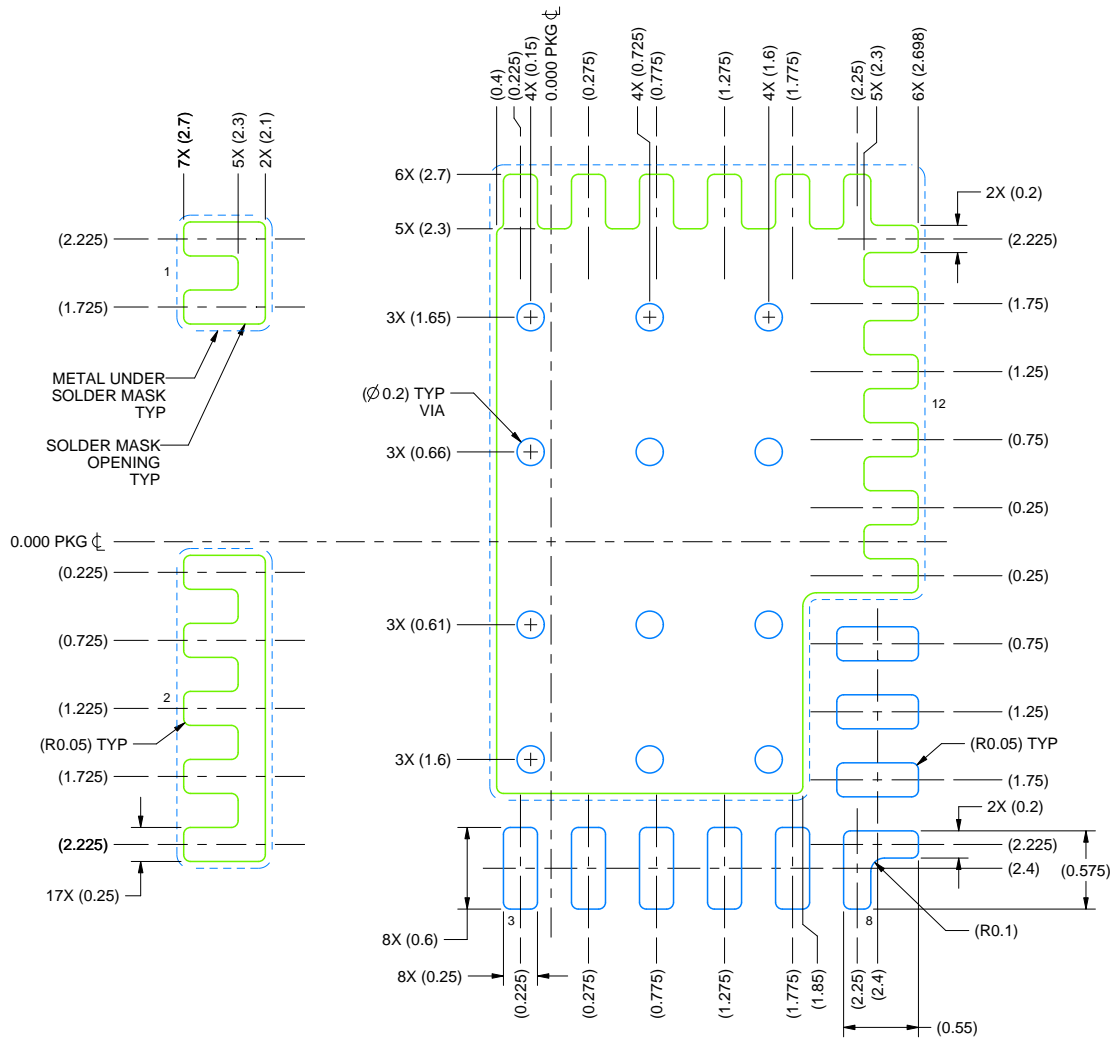 (0.4)
(0.225)
4X (0.15)
0.000 PKG ℄
(0.275)
4X (0.725)
(0.775)
(1.275)
4X (1.6)
(1.775)
(2.25)
5X (2.3)
6X (2.698)
7X (2.7)
5X (2.3)
2X (2.1)
6X (2.7)
5X (2.3)
2X (0.2)
(2.225)
(2.225)
1
(1.725)
3X (1.65)
(1.75)
METAL UNDER
SOLDER MASK
TYP
(1.25)
(Ø0.2) TYP
VIA
12
SOLDER MASK
OPENING
TYP
3X (0.66)
(0.75)
(0.25)
0.000 PKG ℄
(0.225)
(0.25)
(0.725)
3X (0.61)
(0.75)
2
(1.225)
(1.25)
(R0.05) TYP
(R0.05) TYP
(1.725)
3X (1.6)
(1.75)
2X (0.2)
(2.225)
(2.225)
(2.4)
(0.575)
17X (0.25)
3
8
8X (0.6)
(R0.1)
8X (0.25)
(0.225)
(0.275)
(0.775)
(1.275)
(1.775)
(1.85)
(2.25)
(2.4)
(0.55)